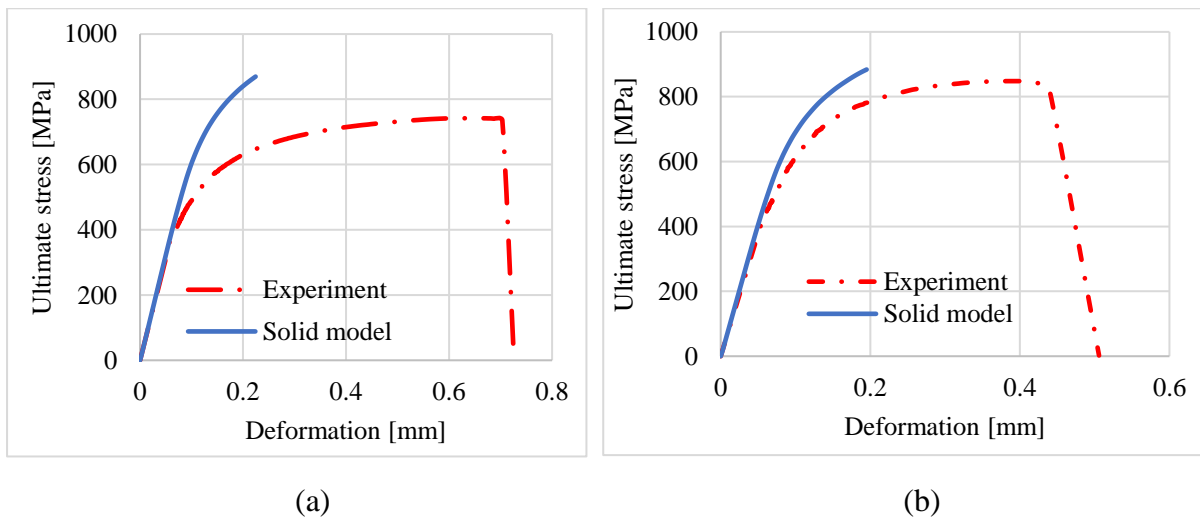 1000
800
600
400
200
0
Ultimate stress [MPa]
Experiment
Solid model
0 0.2 0.4 0.6 0.8
Deformation [mm]
(a)
1000
800
600
400
200
0
Ultimate stress [MPa]
Experiment
Solid model
0 0.2 0.4 0.6
Deformation [mm]
(b)